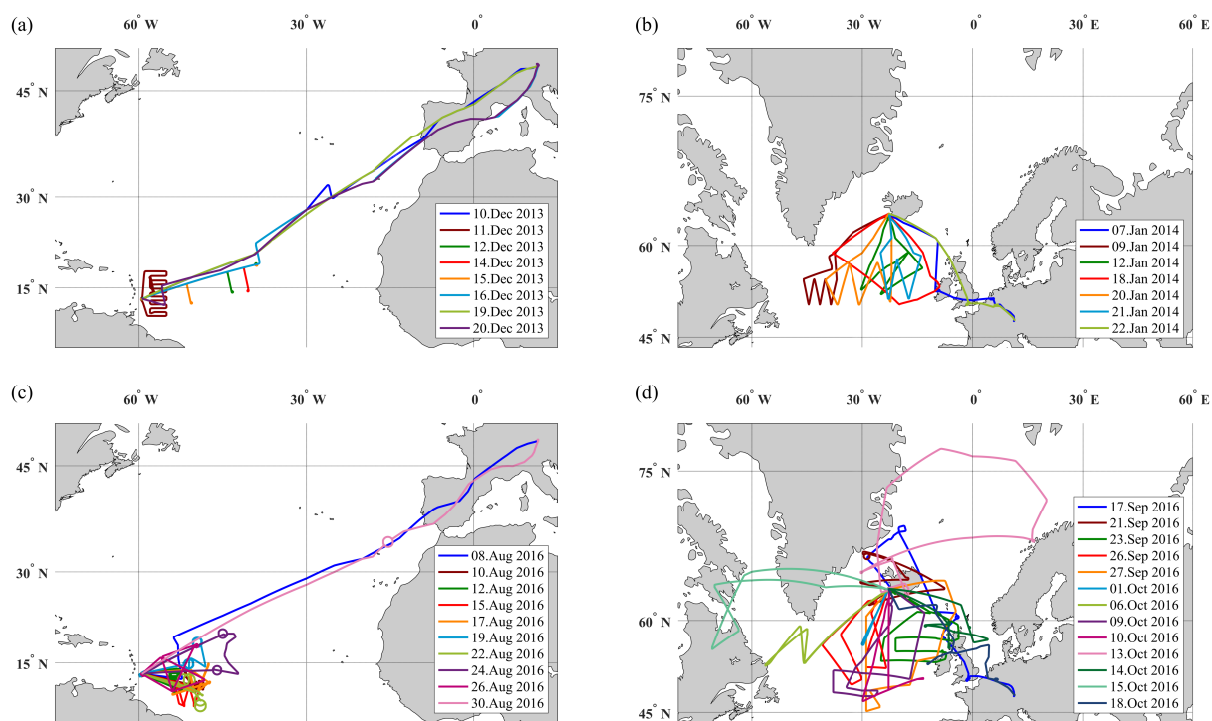 (a)
60° W
30° W
0°
45° N
30° N
15° N
10.Dec 2013
11.Dec 2013
12.Dec 2013
14.Dec 2013
15.Dec 2013
16.Dec 2013
19.Dec 2013
20.Dec 2013
(b)
60° W
30° W
0°
30° E
60° E
75° N
60° N
45° N
07.Jan 2014
09.Jan 2014
12.Jan 2014
18.Jan 2014
20.Jan 2014
21.Jan 2014
22.Jan 2014
(c)
60° W
30° W
0°
45° N
30° N
15° N
08.Aug 2016
10.Aug 2016
12.Aug 2016
15.Aug 2016
17.Aug 2016
19.Aug 2016
22.Aug 2016
24.Aug 2016
26.Aug 2016
30.Aug 2016
(d)
60° W
30° W
0°
30° E
60° E
75° N
60° N
45° N
17.Sep 2016
21.Sep 2016
23.Sep 2016
26.Sep 2016
27.Sep 2016
01.Oct 2016
06.Oct 2016
09.Oct 2016
10.Oct 2016
13.Oct 2016
14.Oct 2016
15.Oct 2016
18.Oct 2016